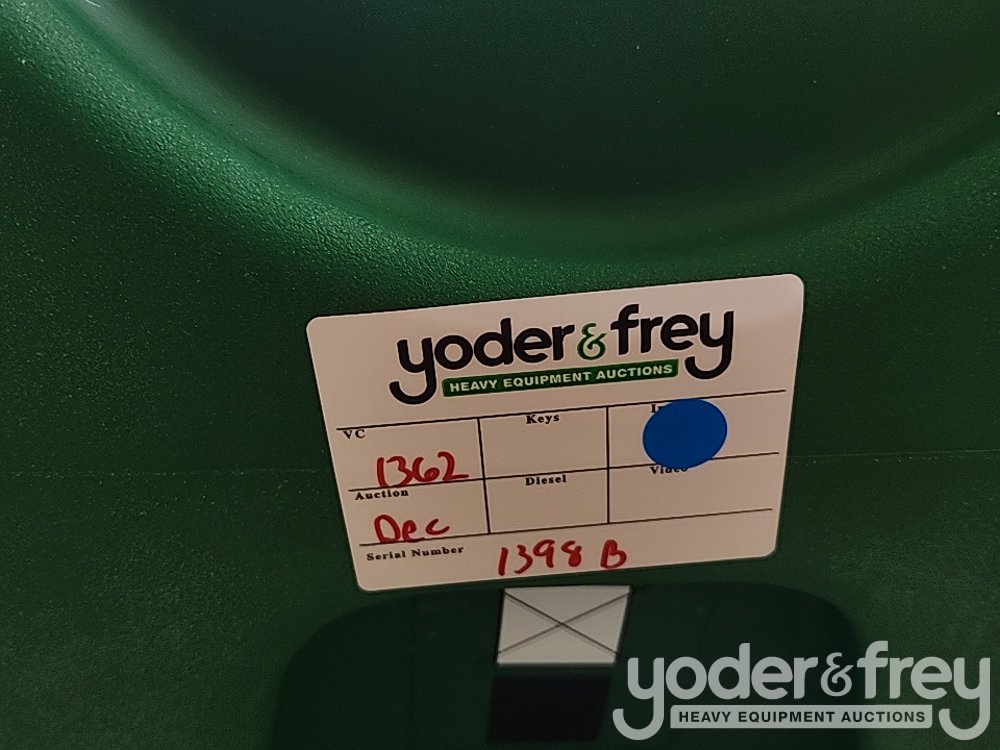 yoder&frey
HEAVY EQUIPMENT AUCTIONS
VC
Keys
1362
Auction
Diesel
Video
Dec
Serial Number
1398 B
yoder&frey
HEAVY EQUIPMENT AUCTIONS